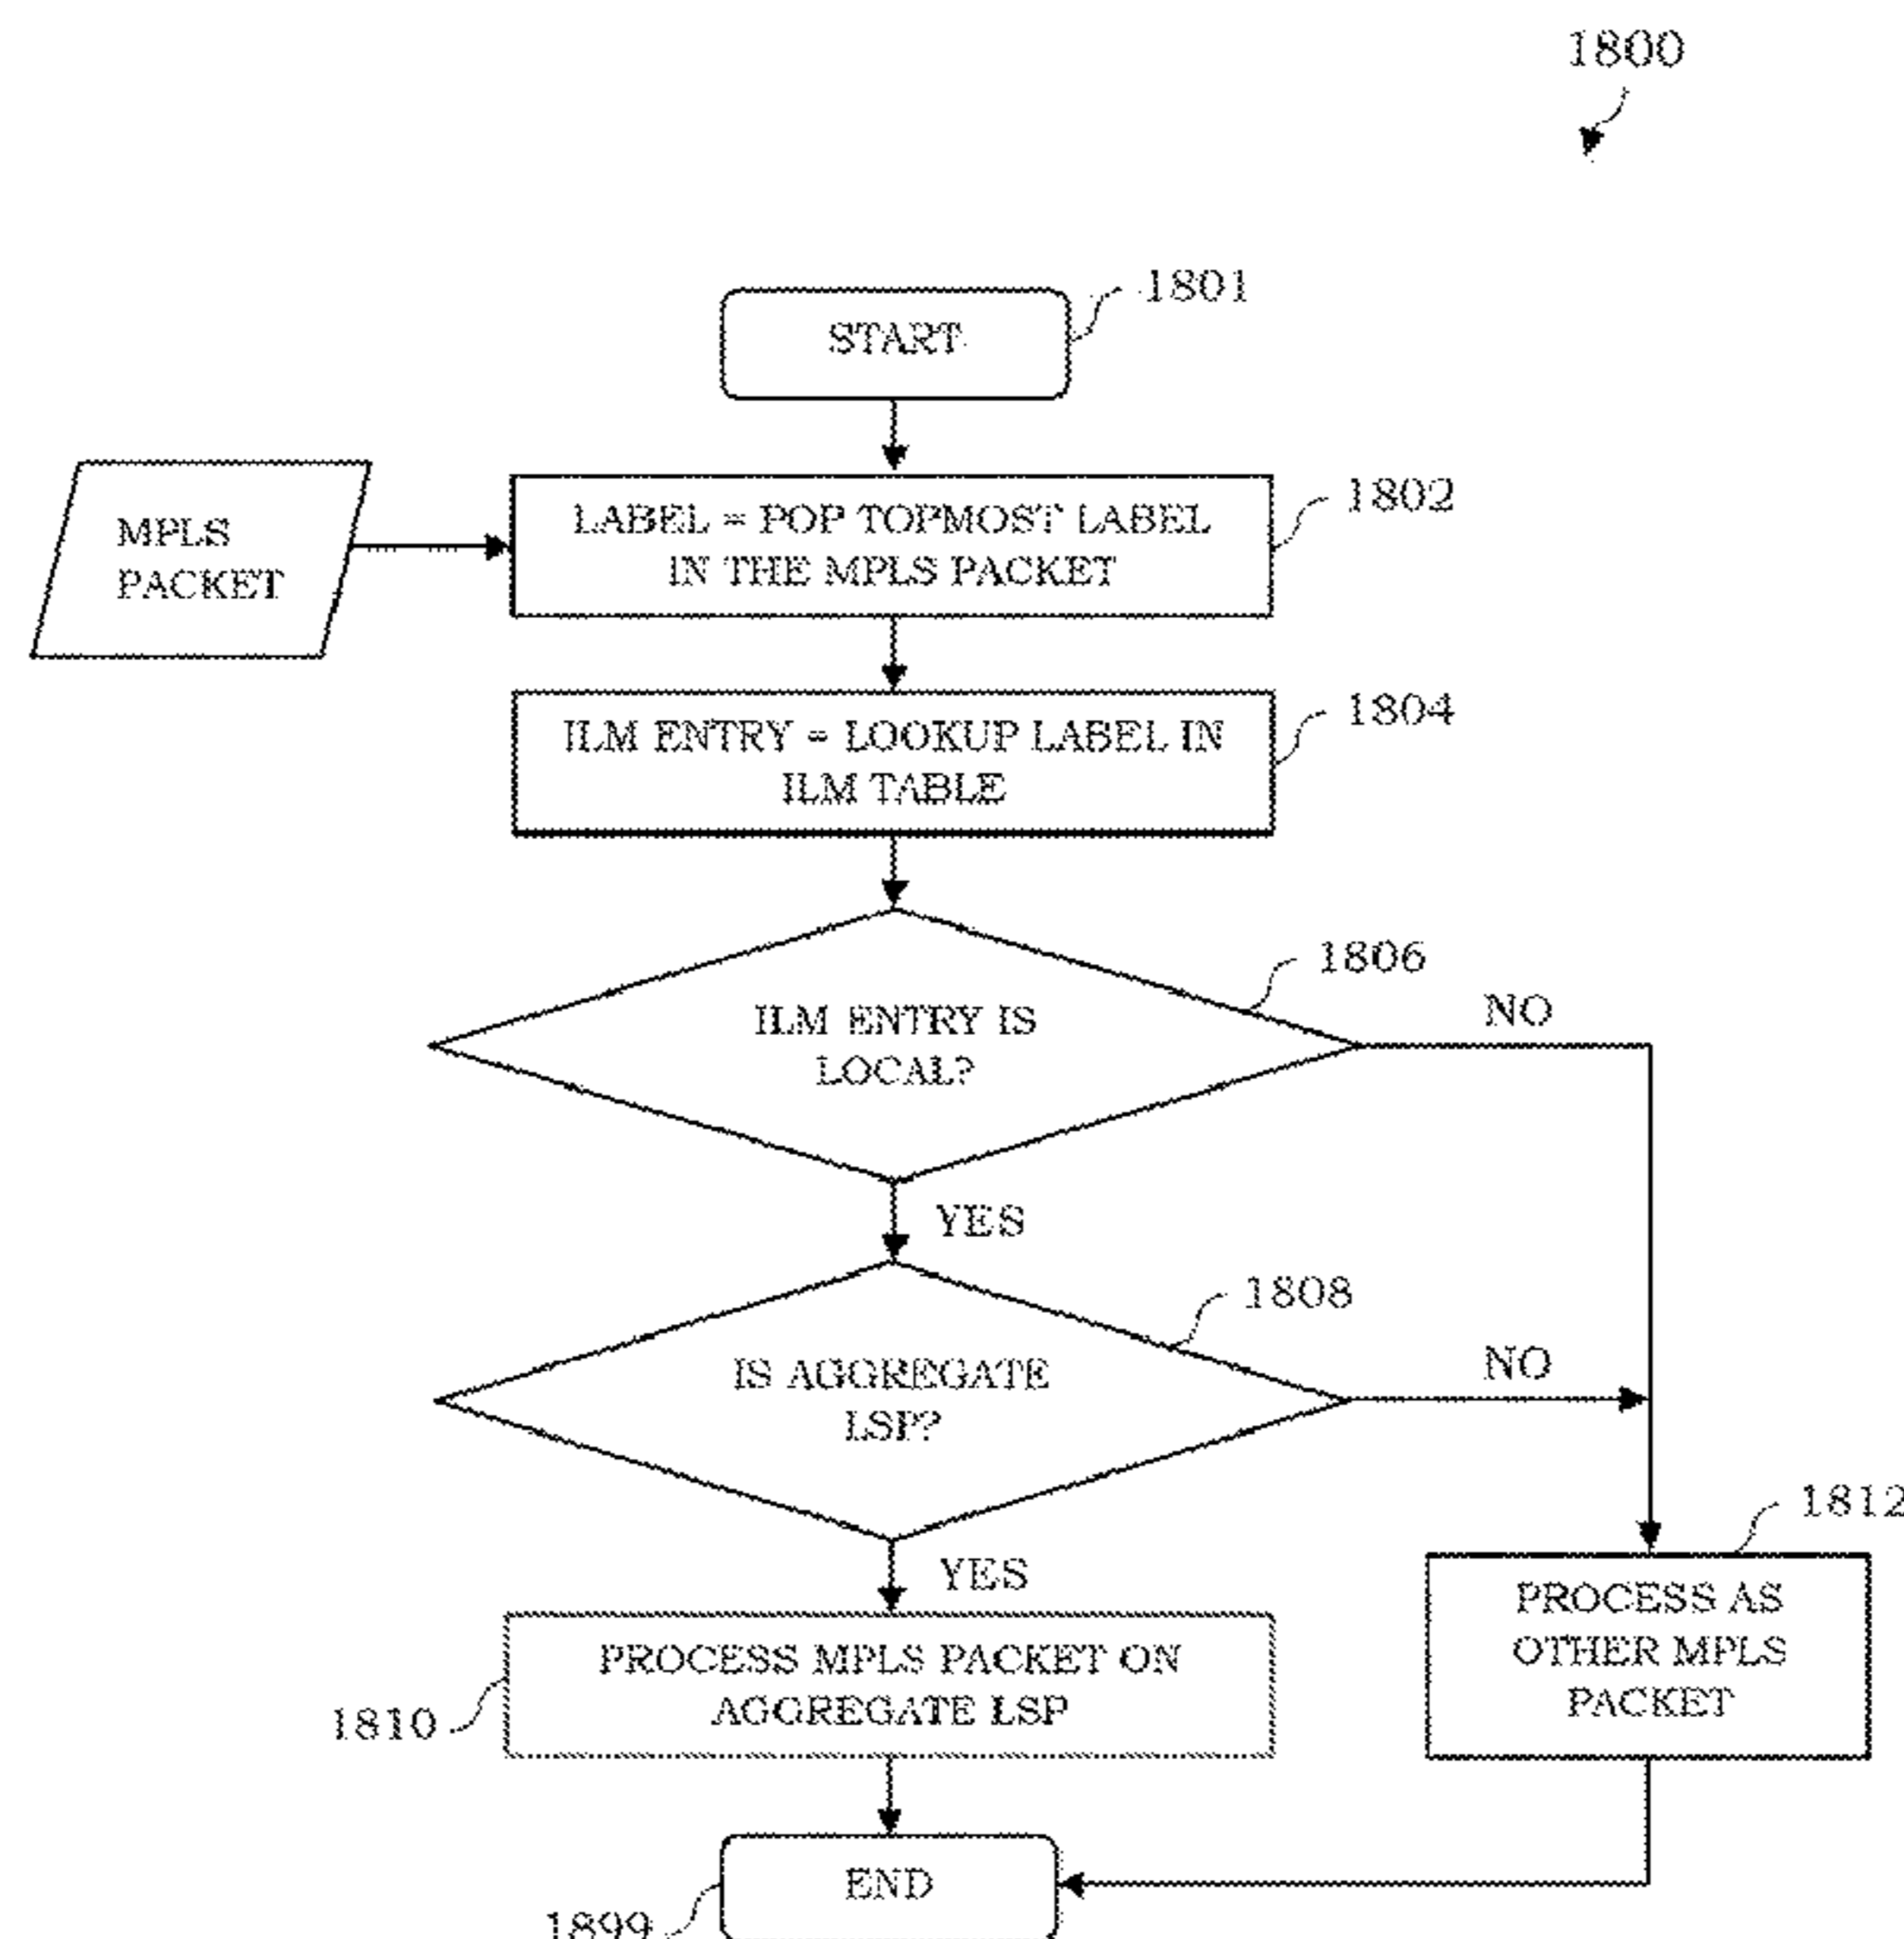 1800
START
1801
MPLS
PACKET
LABEL = POP TOPMOST LABEL
IN THE MPLS PACKET
1802
ILM ENTRY = LOOKUP LABEL IN
ILM TABLE
1804
ILM ENTRY IS
LOCAL?
1806
NO
YES
IS AGGREGATE
LSP?
1808
NO
YES
PROCESS MPLS PACKET ON
AGGREGATE LSP
1810
PROCESS AS
OTHER MPLS
PACKET
1812
END
1899